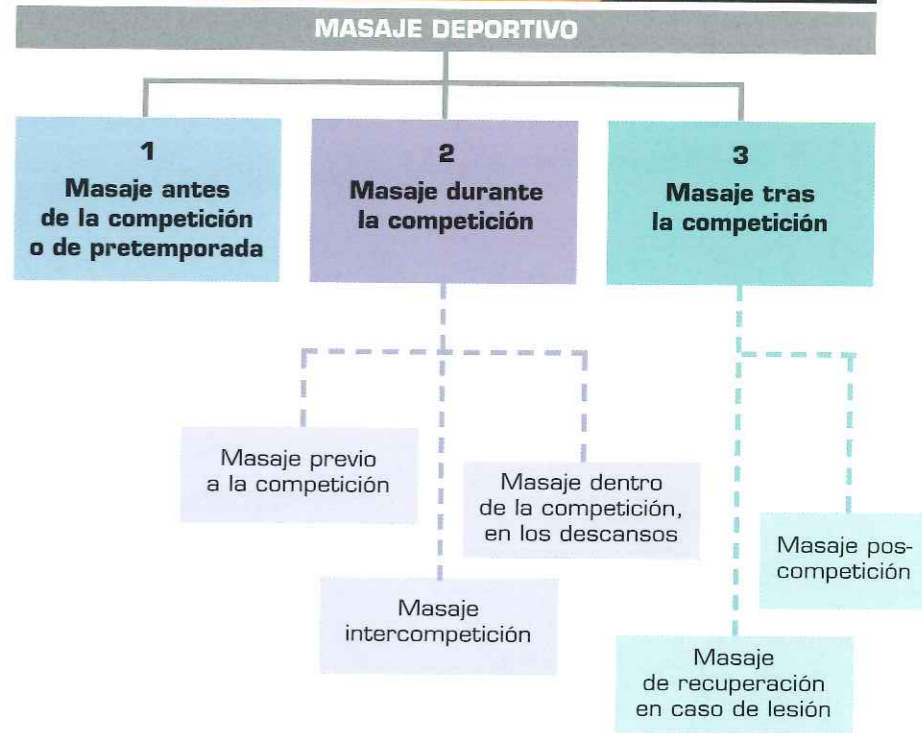 MASAJE DEPORTIVO
1
Masaje antes
de la competición
o de pretemporada
2
Masaje durante
la competición
3
Masaje tras
la competición
Masaje previo
a la competición
Masaje dentro
de la competición,
en los descansos
Masaje
intercompetición
Masaje pos-
competición
Masaje
de recuperación
en caso de lesión